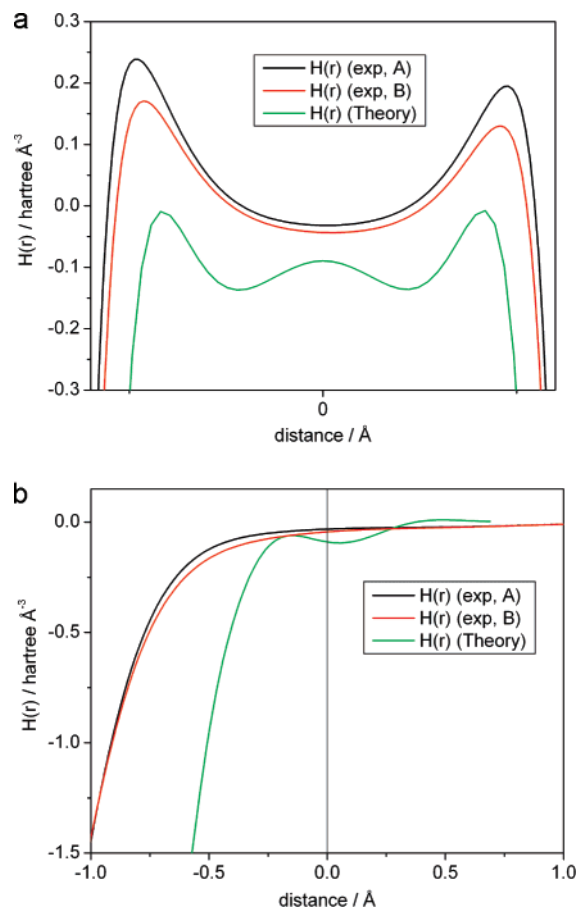 a
0.3
0.2
0.1
0.0
-0.1
-0.2
-0.3
H(r) / hartree Å⁻³
H(r) (exp, A)
H(r) (exp, B)
H(r) (Theory)
0
distance / Å
b
0.0
-0.5
-1.0
-1.5
H(r) / hartree Å⁻³
H(r) (exp, A)
H(r) (exp, B)
H(r) (Theory)
-1.0 -0.5 0.0 0.5 1.0
distance / Å